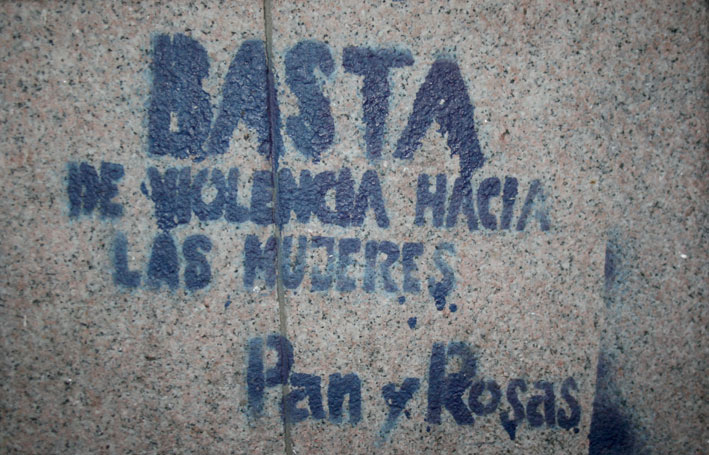 BASTA
DE VIOLENCIA HACIA
LAS MUJERES
Pan y Rosas